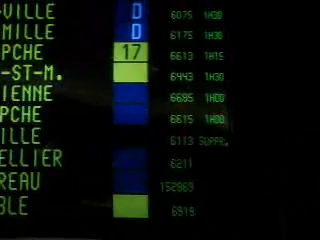 -VILLE D 6075 1H30
MILLE D 6175 1H30
PCHE 17 6613 1H15
-ST-M. 6443 1H30
IENNE 6685 1H00
PCHE 6615 1H00
ILLE 6113 SUPPR.
ELLIER 6211
REAU 152963
BLE 6919